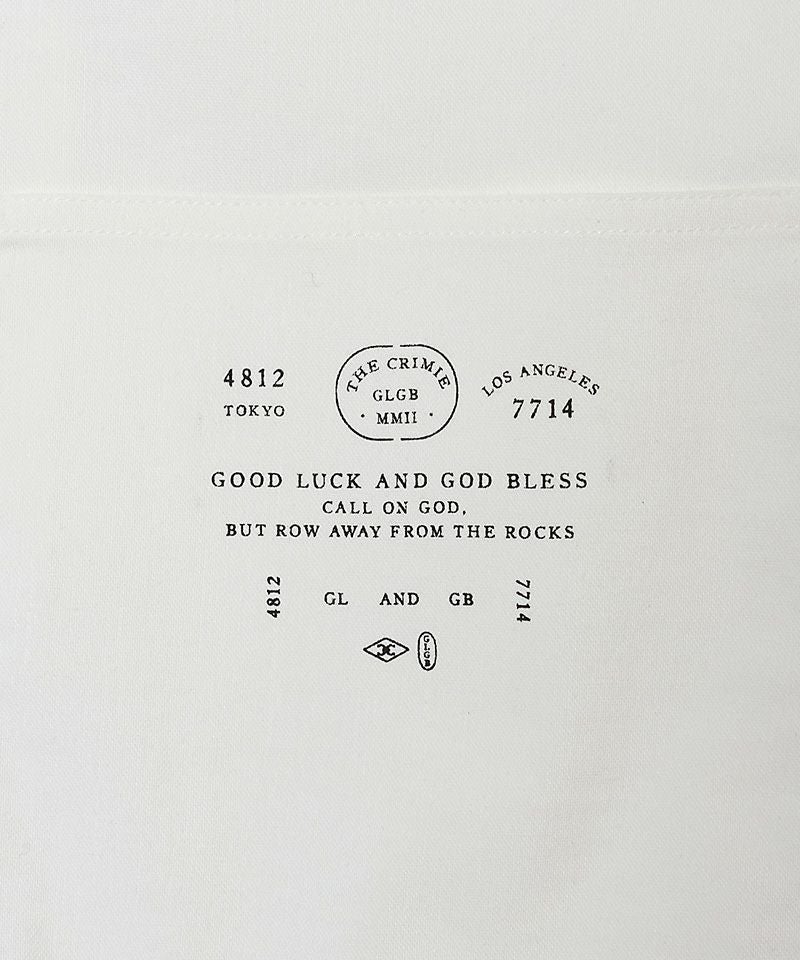 4812
TOKYO
THE CRIMIE
GLGB
· MMII ·
LOS ANGELES
7714
GOOD LUCK AND GOD BLESS
CALL ON GOD,
BUT ROW AWAY FROM THE ROCKS
4812
GL AND GB
7714
GLGB